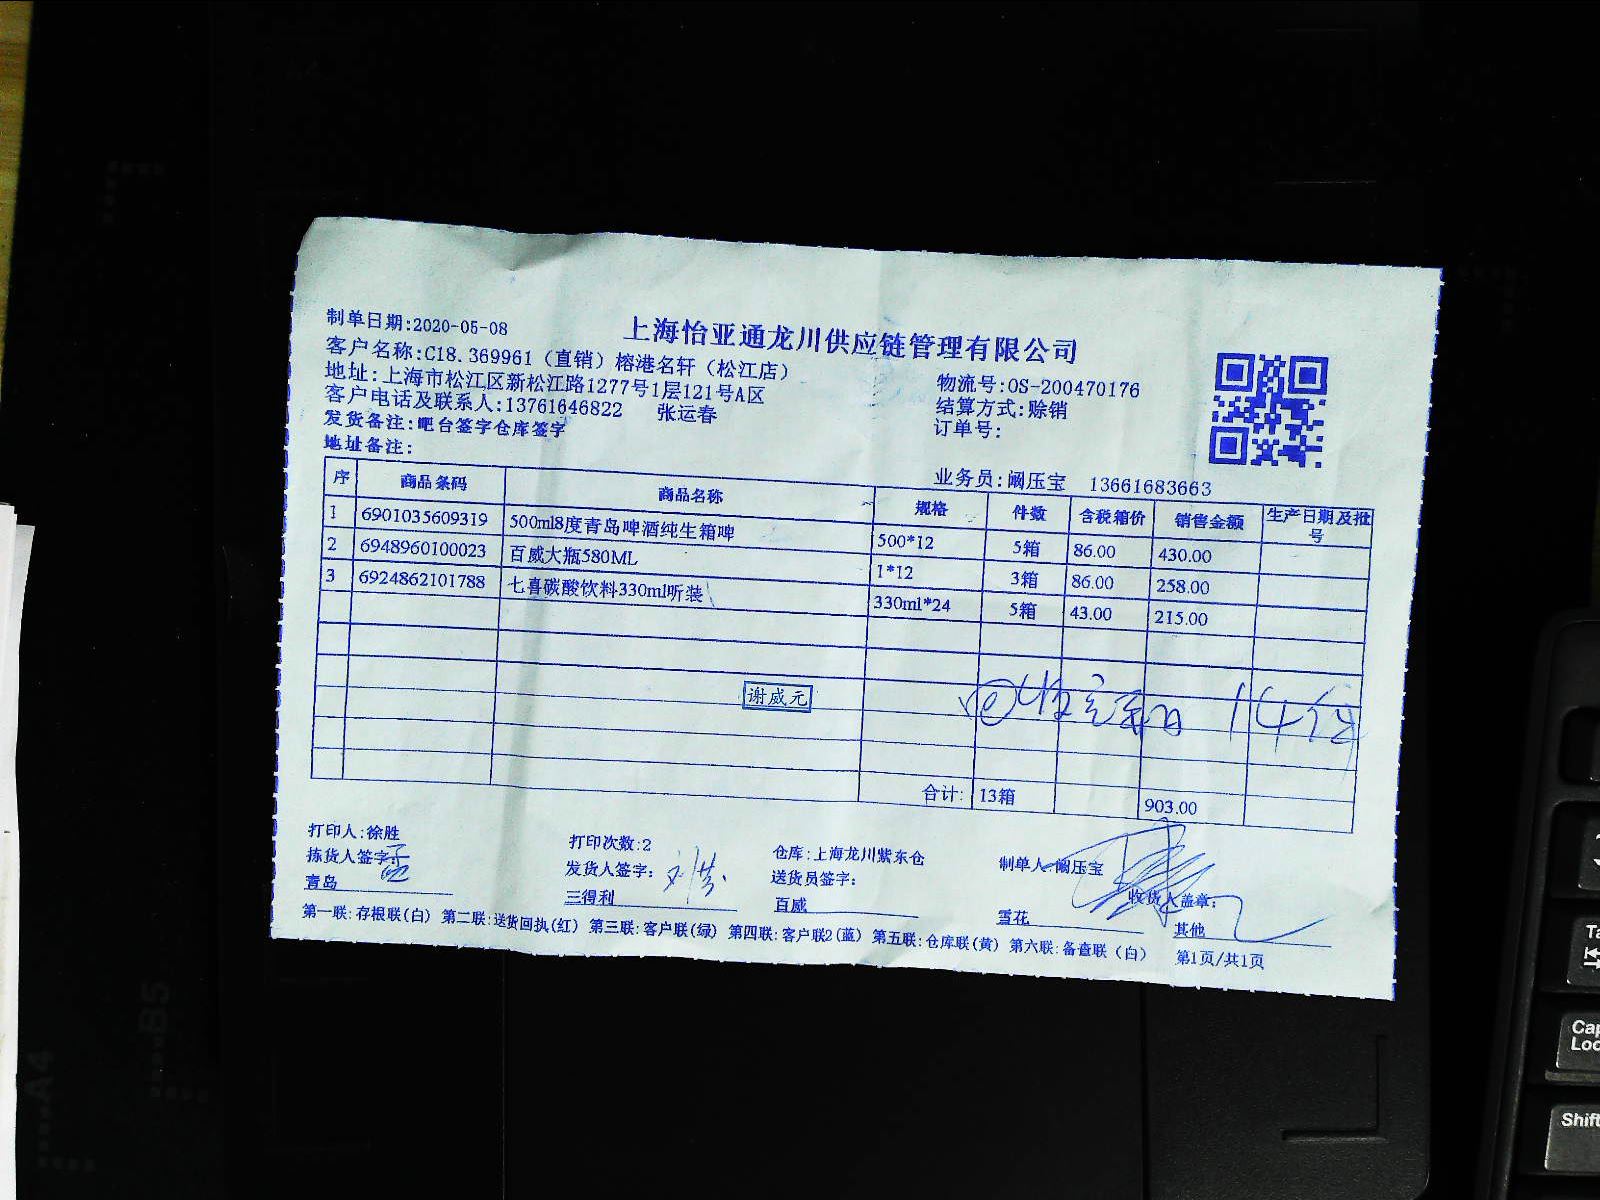 制单日期:2020-05-08
上海怡亚通龙川供应链管理有限公司
客户名称:C18.369961（直销）榕港名轩（松江店）
地址:上海市松江区新松江路1277号1层121号A区
物流号:OS-200470176
客户电话及联系人:13761646822 张运春
结算方式:赊销
发货备注:吧台签字仓库签字
订单号:
地址备注:
业务员:阚压宝 13661683663
序 商品条码 商品名称 规格 件数 含税箱价 销售金额 生产日期及批号
1 6901035609319 500ml8度青岛啤酒纯生箱啤 500*12 5箱 86.00 430.00
2 6948960100023 百威大瓶580ML 1*12 3箱 86.00 258.00
3 6924862101788 七喜碳酸饮料330ml听装 330ml*24 5箱 43.00 215.00
谢威元
14
合计: 13箱 903.00
打印人:徐胜 打印次数:2 仓库:上海龙川紫东仓 制单人:阚压宝
拣货人签字: 发货人签字: 送货员签字: 收货人盖章:
青岛 三得利 百威 雪花 其他
第一联:存根联(白) 第二联:送货回执(红) 第三联:客户联(绿) 第四联:客户联2(蓝) 第五联:仓库联(黄) 第六联:备查联（白） 第1页/共1页
A4
B5
Tab
Caps
Lock
Shift